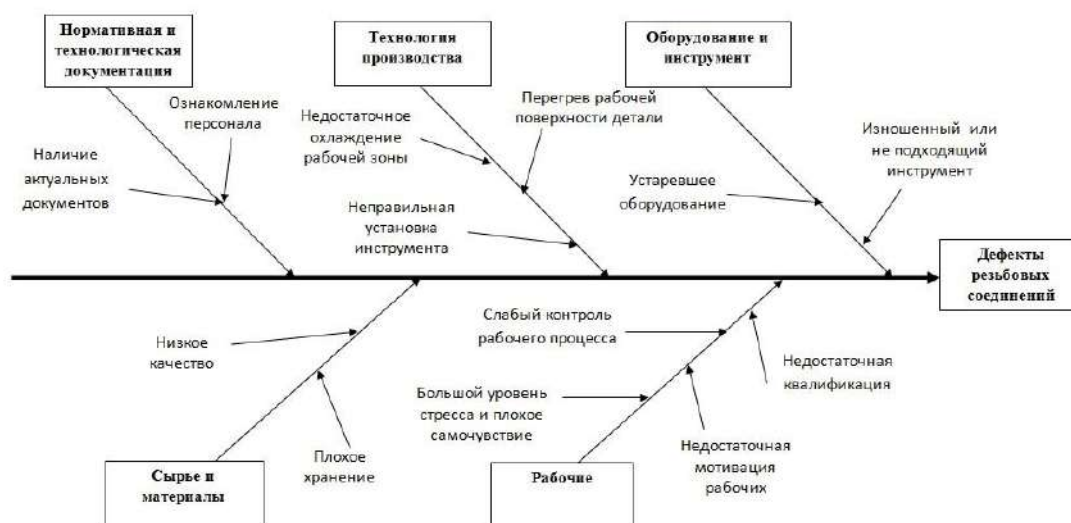 Нормативная и
технологическая
документация
Технология
производства
Оборудование и
инструмент
Ознакомление
персонала
Наличие
актуальных
документов
Недостаточное
охлаждение
рабочей зоны
Перегрев рабочей
поверхности детали
Неправильная
установка
инструмента
Устаревшее
оборудование
Изношенный или
не подходящий
инструмент
Дефекты
резьбовых
соединений
Низкое
качество
Плохое
хранение
Слабый контроль
рабочего процесса
Недостаточная
квалификация
Большой уровень
стресса и плохое
самочувствие
Недостаточная
мотивация
рабочих
Сырье и
материалы
Рабочие